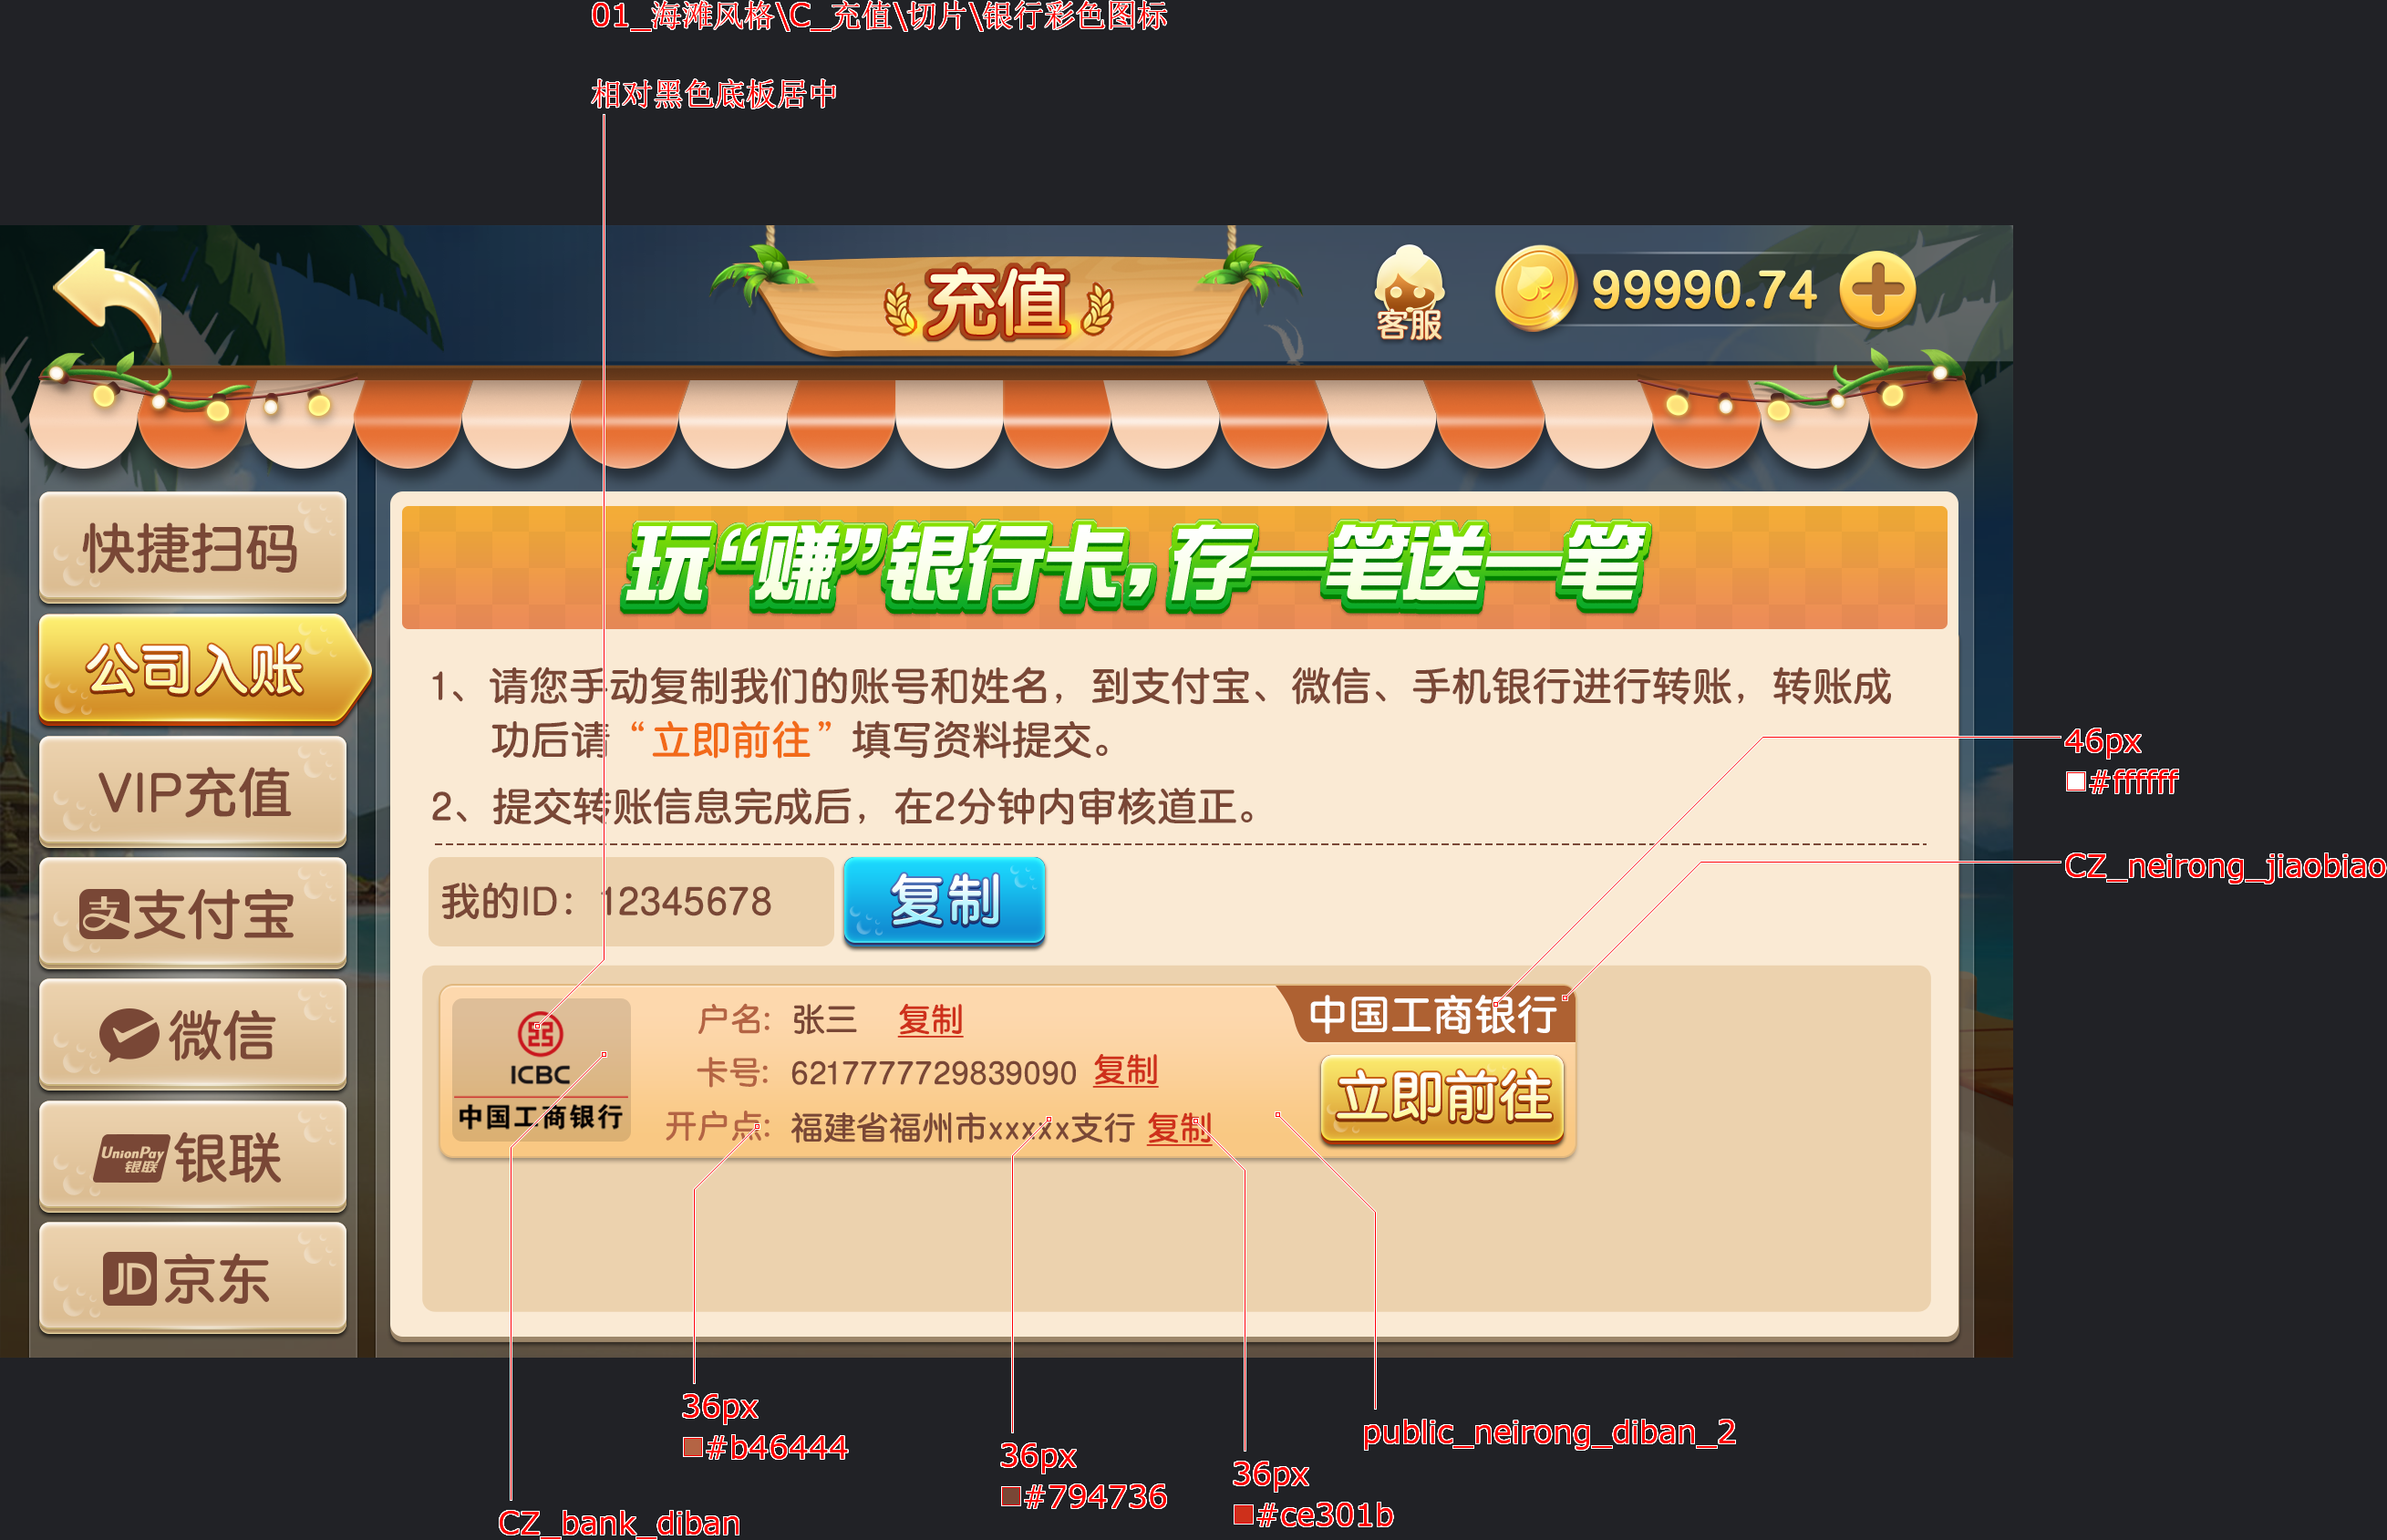 01_海滩风格\C_充值\切片\银行彩色图标
相对黑色底板居中
充值
客服
99990.74
快捷扫码
公司入账
VIP充值
支 支付宝
微信
UnionPay
银联
银联
JD 京东
玩“赚”银行卡,存一笔送一笔
1、请您手动复制我们的账号和姓名，到支付宝、微信、手机银行进行转账，转账成
功后请“立即前往”填写资料提交。
2、提交转账信息完成后，在2分钟内审核道正。
我的ID：12345678
复制
ICBC
中国工商银行
户名: 张三 复制
卡号: 6217777729839090 复制
开户点: 福建省福州市xxxxx支行 复制
中国工商银行
立即前往
46px
#ffffff
CZ_neirong_jiaobiao
36px
#b46444
CZ_bank_diban
36px
#794736
36px
#ce301b
public_neirong_diban_2